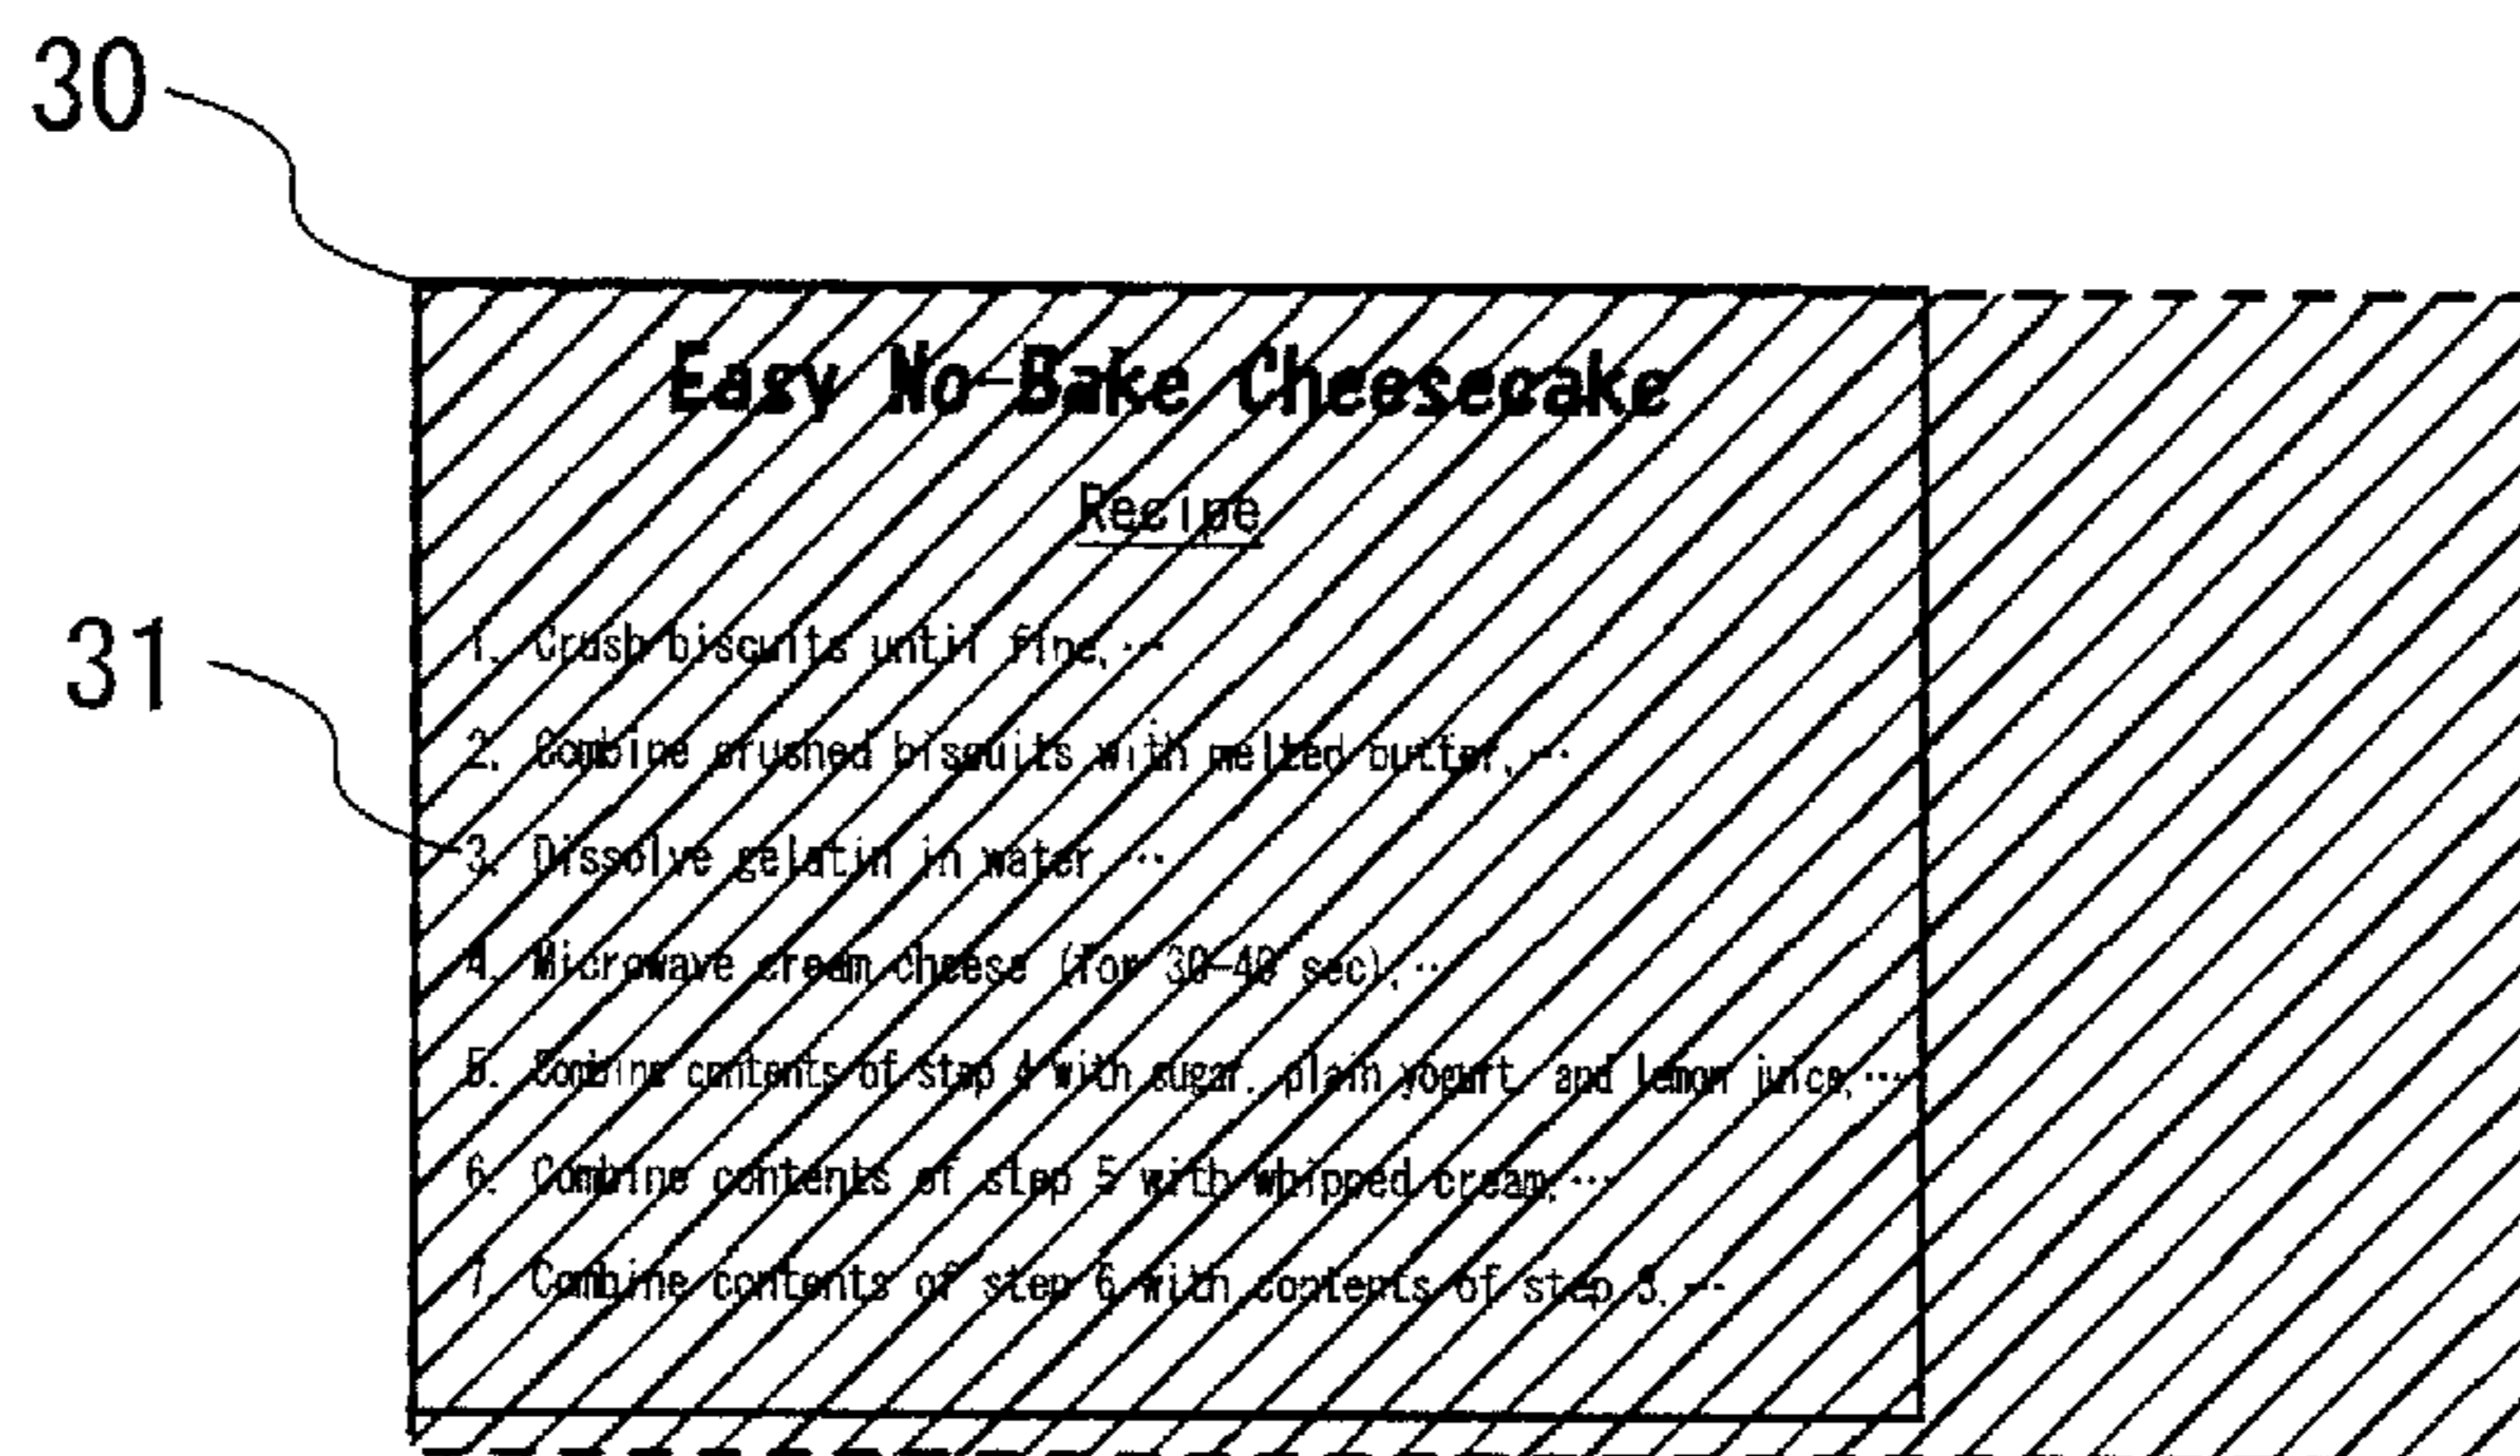 30
Easy No-Bake Cheesecake
Recipe
31
1. Crush biscuits until fine, ...
2. Combine crushed biscuits with melted butter, ...
3. Dissolve gelatin in water, ...
4. Microwave cream cheese (for 30-40 sec), ...
5. Combine contents of step 4 with sugar, plain yogurt, and lemon juice, ...
6. Combine contents of step 5 with whipped cream, ...
7. Combine contents of step 6 with contents of step 3, ...